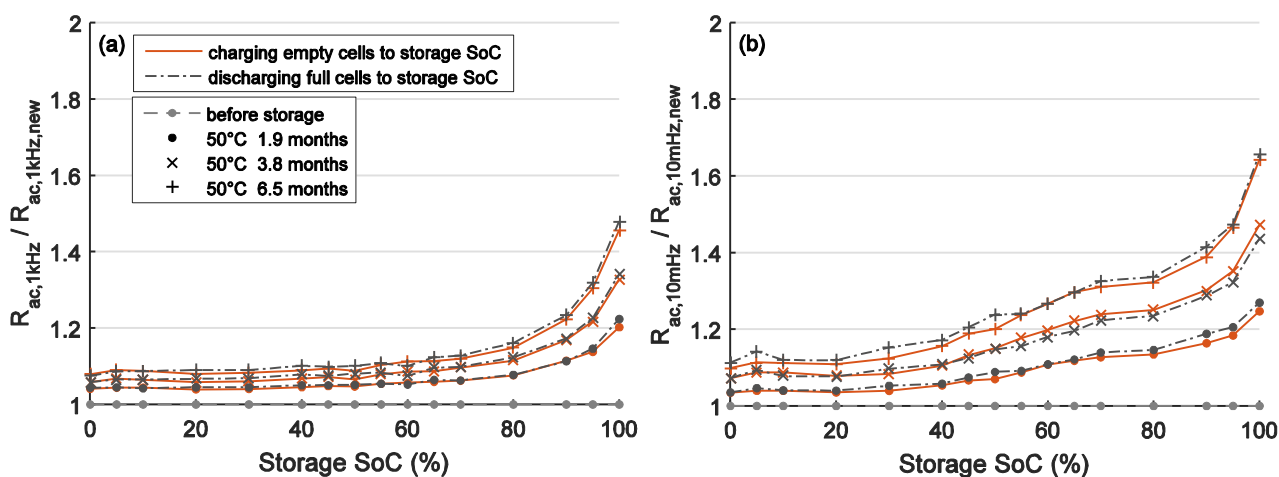 (a)
charging empty cells to storage SoC
discharging full cells to storage SoC
before storage
50°C 1.9 months
50°C 3.8 months
50°C 6.5 months
R_ac,1kHz / R_ac,1kHz,new
2
1.8
1.6
1.4
1.2
1
0 20 40 60 80 100
Storage SoC (%)
(b)
R_ac,10mHz / R_ac,10mHz,new
2
1.8
1.6
1.4
1.2
1
0 20 40 60 80 100
Storage SoC (%)